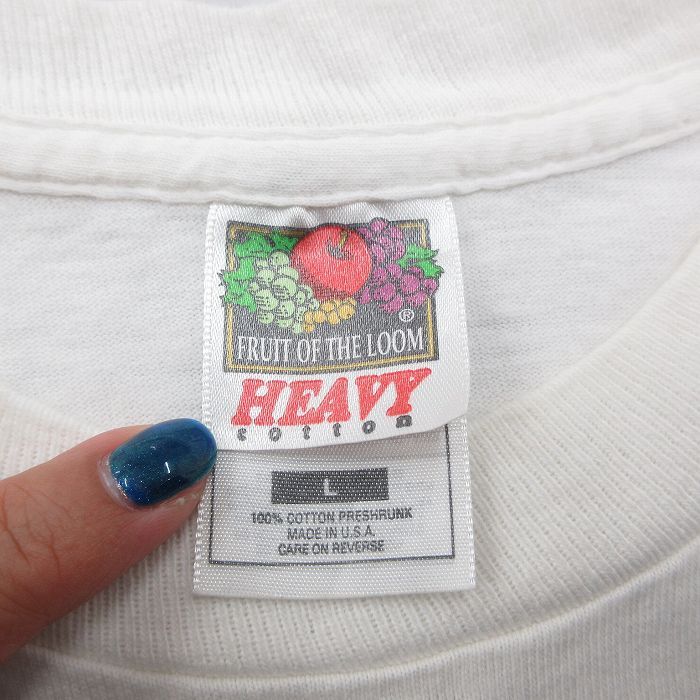 ®
FRUIT OF THE LOOM
HEAVY
cotton
L
100% COTTON PRESHRUNK
MADE IN U.S.A.
CARE ON REVERSE